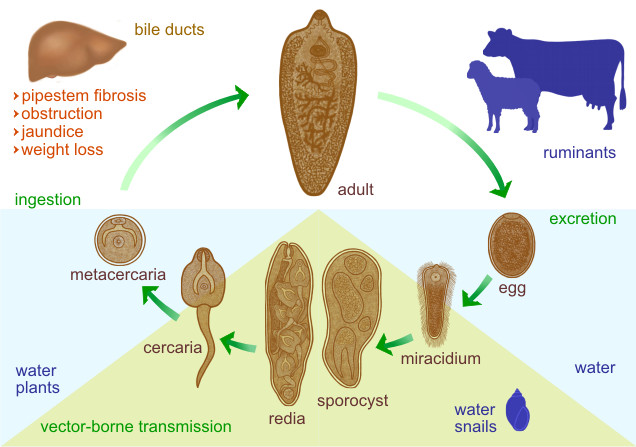 bile ducts
pipestem fibrosis
obstruction
jaundice
weight loss
ruminants
adult
ingestion
excretion
metacercaria
egg
cercaria
miracidium
water
plants
water
sporocyst
redia
water
snails
vector-borne transmission